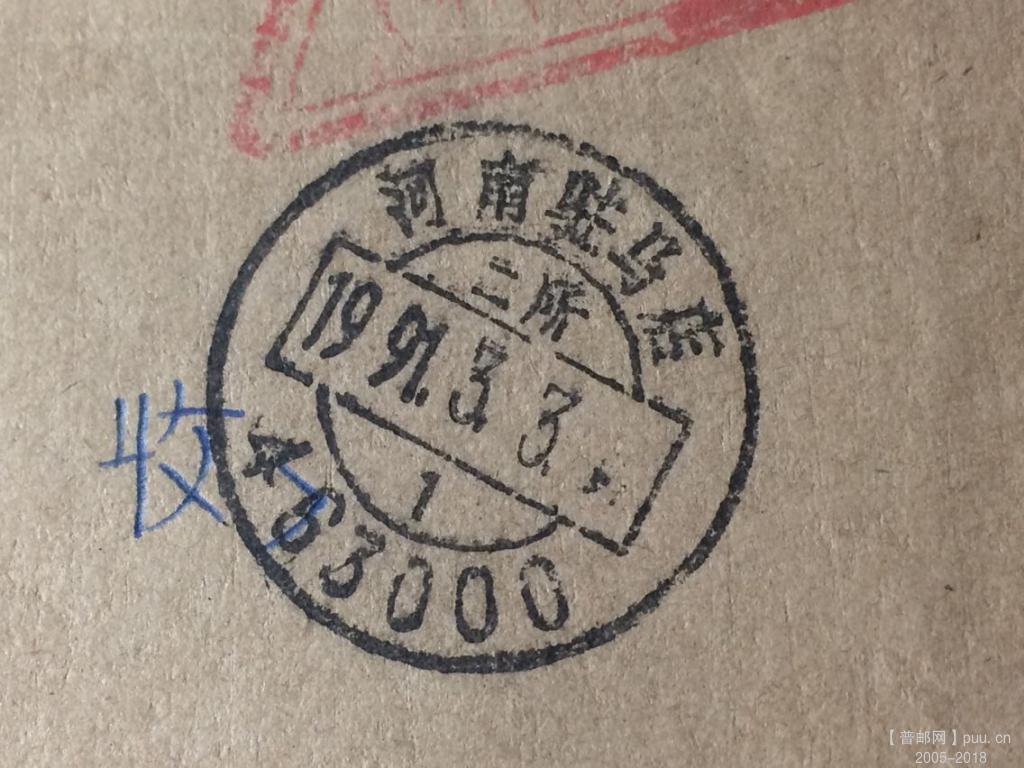 河南驻马店
二所
1991.3.3.
1
463000
收
【普邮网】puu.cn
2005-2018